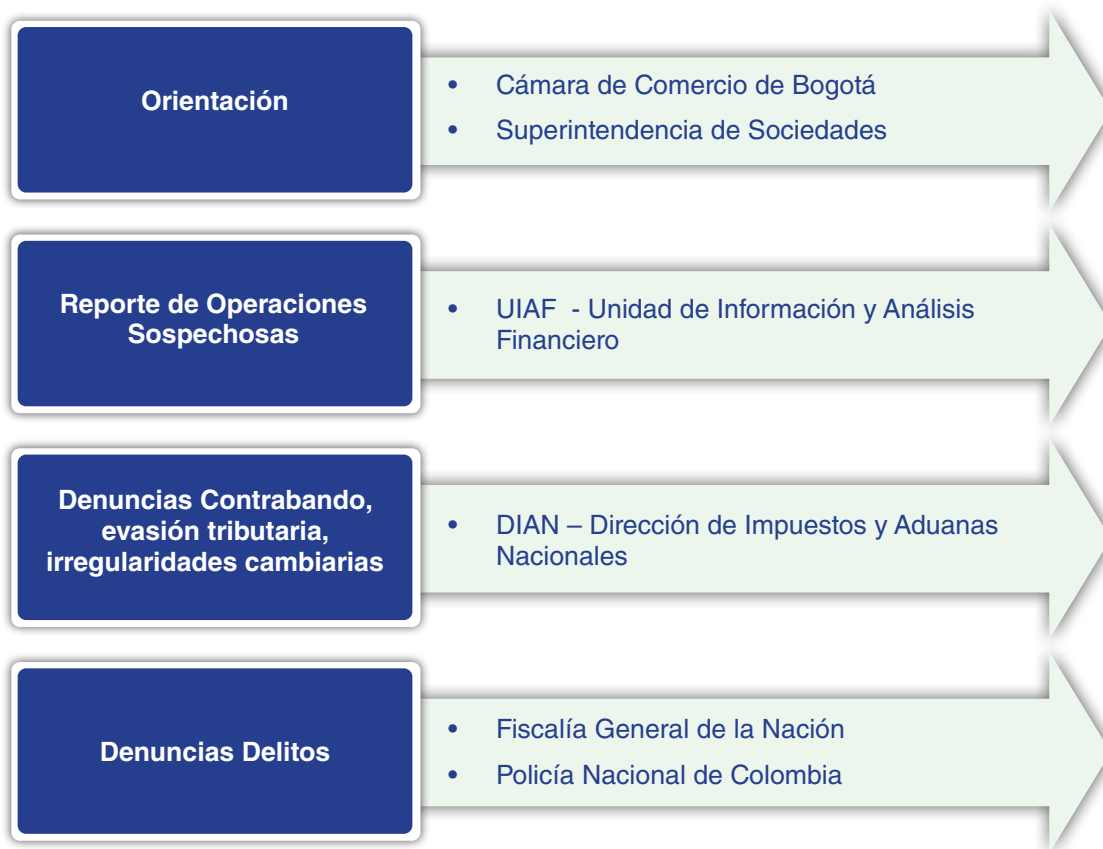 Orientación
• Cámara de Comercio de Bogotá
• Superintendencia de Sociedades
Reporte de Operaciones
Sospechosas
• UIAF - Unidad de Información y Análisis
Financiero
Denuncias Contrabando,
evasión tributaria,
irregularidades cambiarias
• DIAN – Dirección de Impuestos y Aduanas
Nacionales
Denuncias Delitos
• Fiscalía General de la Nación
• Policía Nacional de Colombia